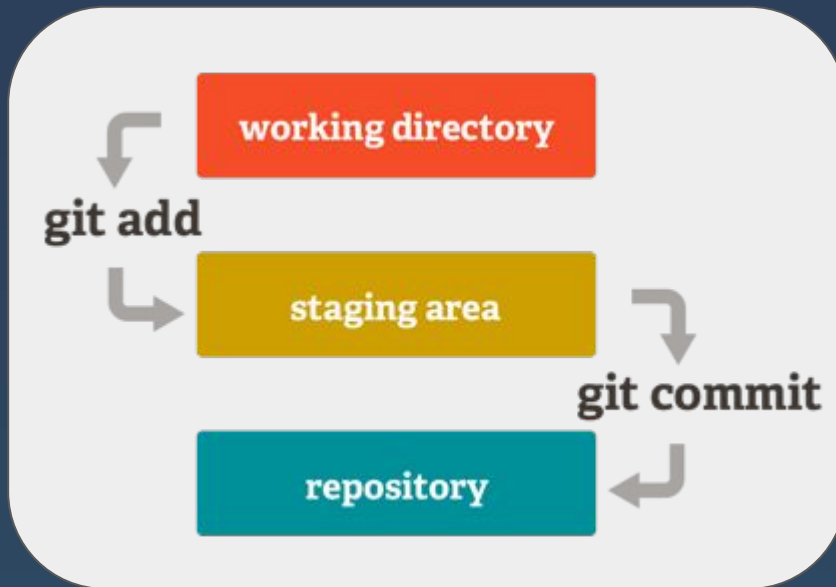 working directory
git add
staging area
git commit
repository